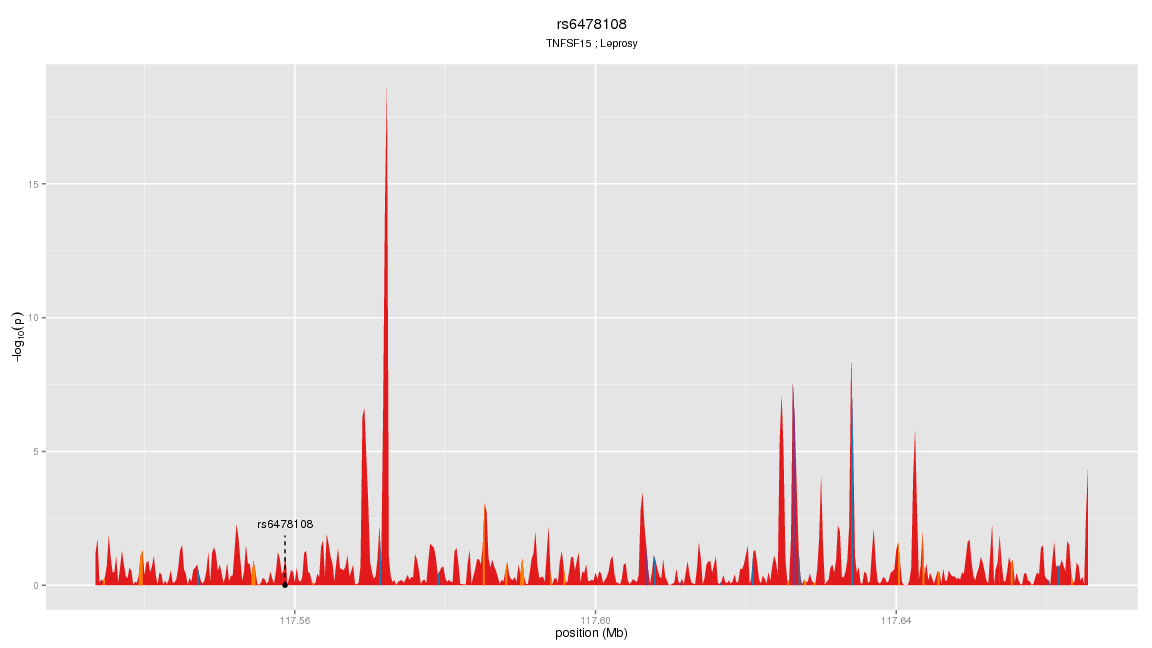 rs6478108
TNFSF15 ; Leprosy
15
10
5
0
−log₁₀(p)
rs6478108
117.56
117.60
117.64
position (Mb)